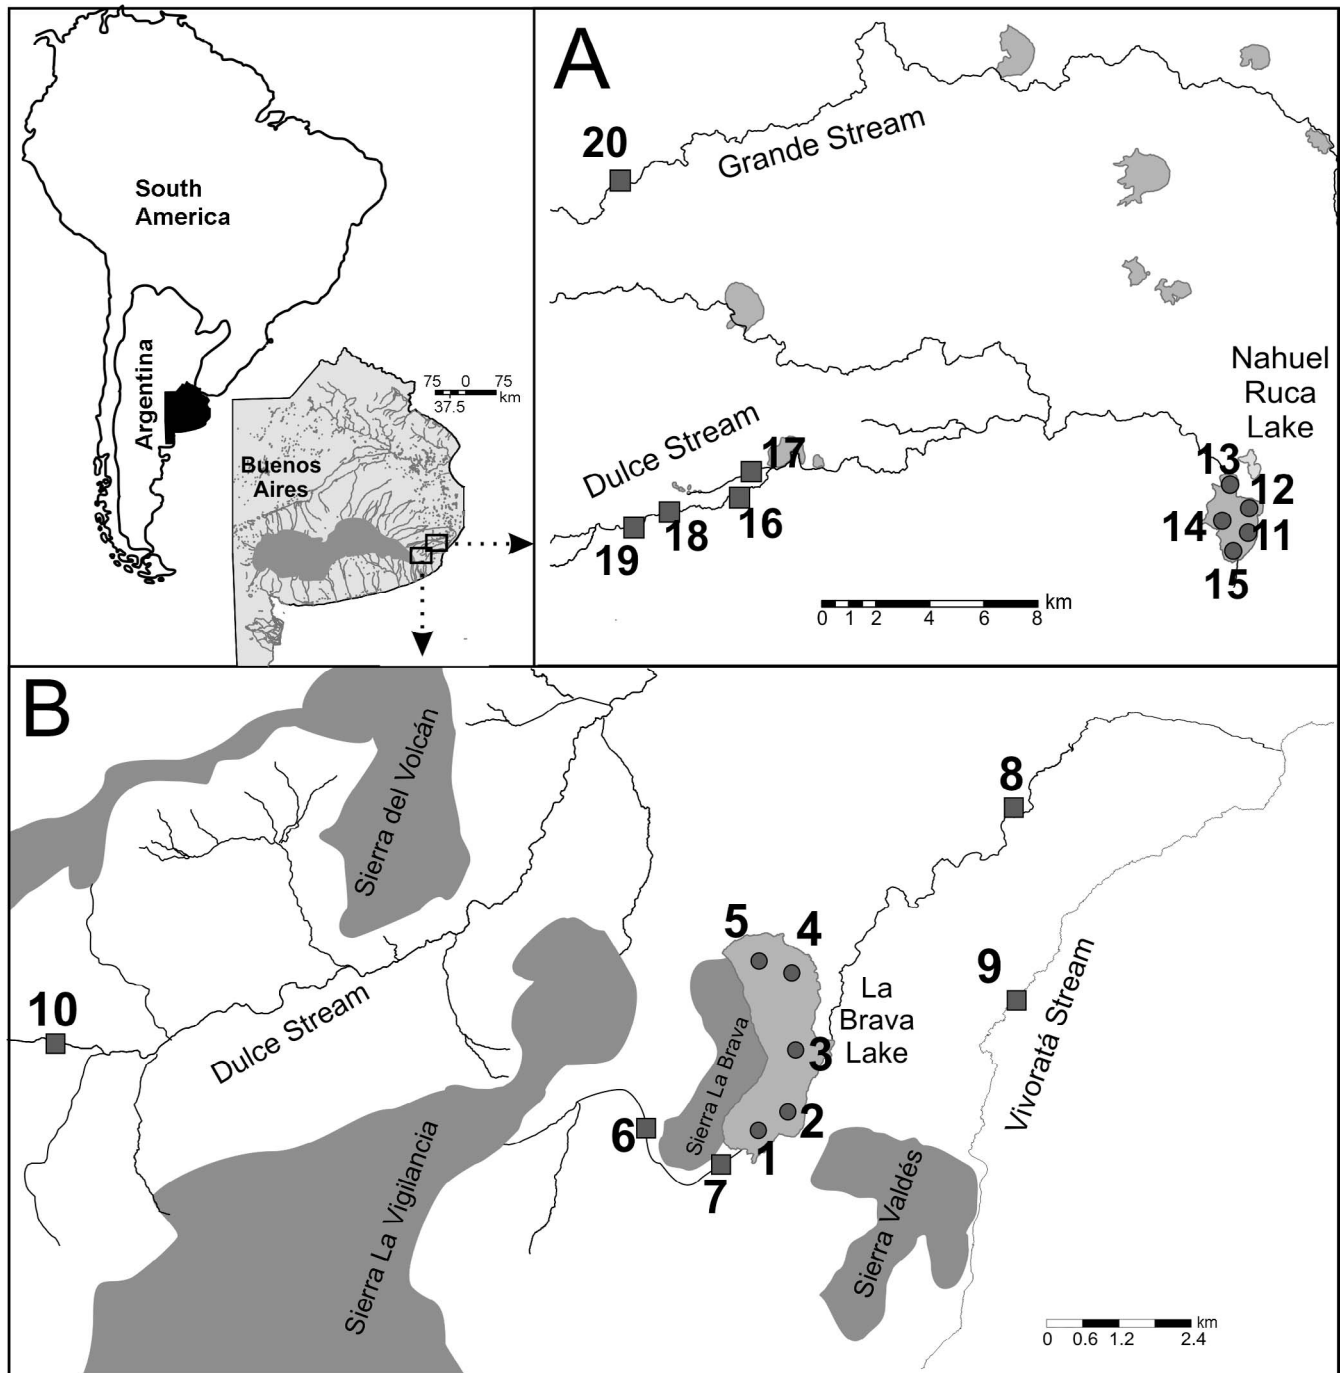 South
America
Argentina
Buenos
Aires
75 0 75
37.5 km
A
20
Grande Stream
Nahuel
Ruca
Lake
Dulce Stream
17
13
12
14
11
15
16
18
19
km
0 1 2 4 6 8
B
Sierra del Volcán
8
5 4
9
La
Brava
Lake
10
Dulce Stream
Sierra La Brava
3
Vivoratá Stream
2
6
1
7
Sierra La Vigilancia
Sierra Valdés
km
0 0.6 1.2 2.4